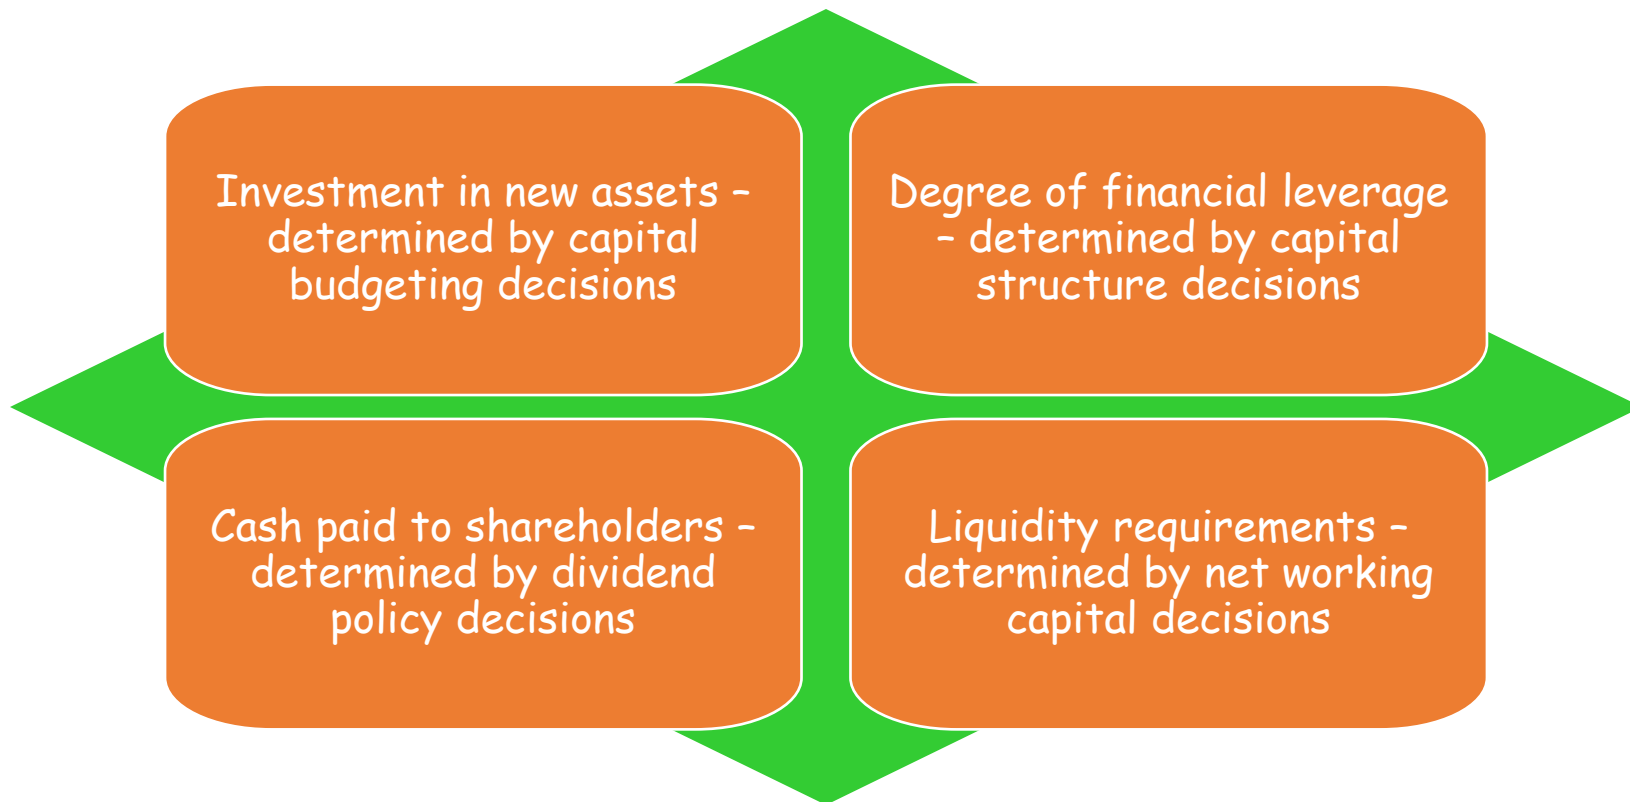 Investment in new assets –
determined by capital
budgeting decisions
Degree of financial leverage
– determined by capital
structure decisions
Cash paid to shareholders –
determined by dividend
policy decisions
Liquidity requirements –
determined by net working
capital decisions